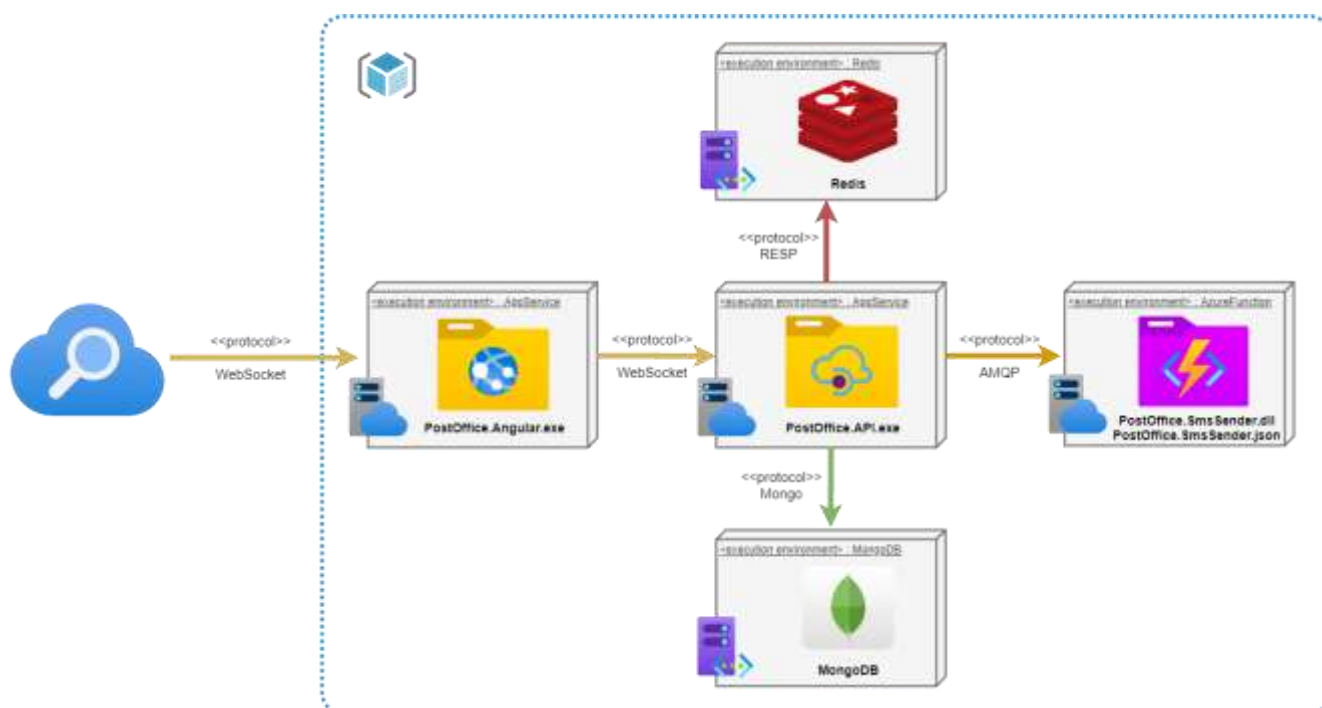 <execution environment> : Redis
Redis
<<protocol>>
RESP
<execution environment> : AppService
PostOffice.Angular.exe
<execution environment> : AppService
PostOffice.API.exe
<execution environment> : AzureFunction
PostOffice.SmsSender.dll
PostOffice.SmsSender.json
<<protocol>>
WebSocket
<<protocol>>
WebSocket
<<protocol>>
AMQP
<<protocol>>
Mongo
<execution environment> : MongoDB
MongoDB